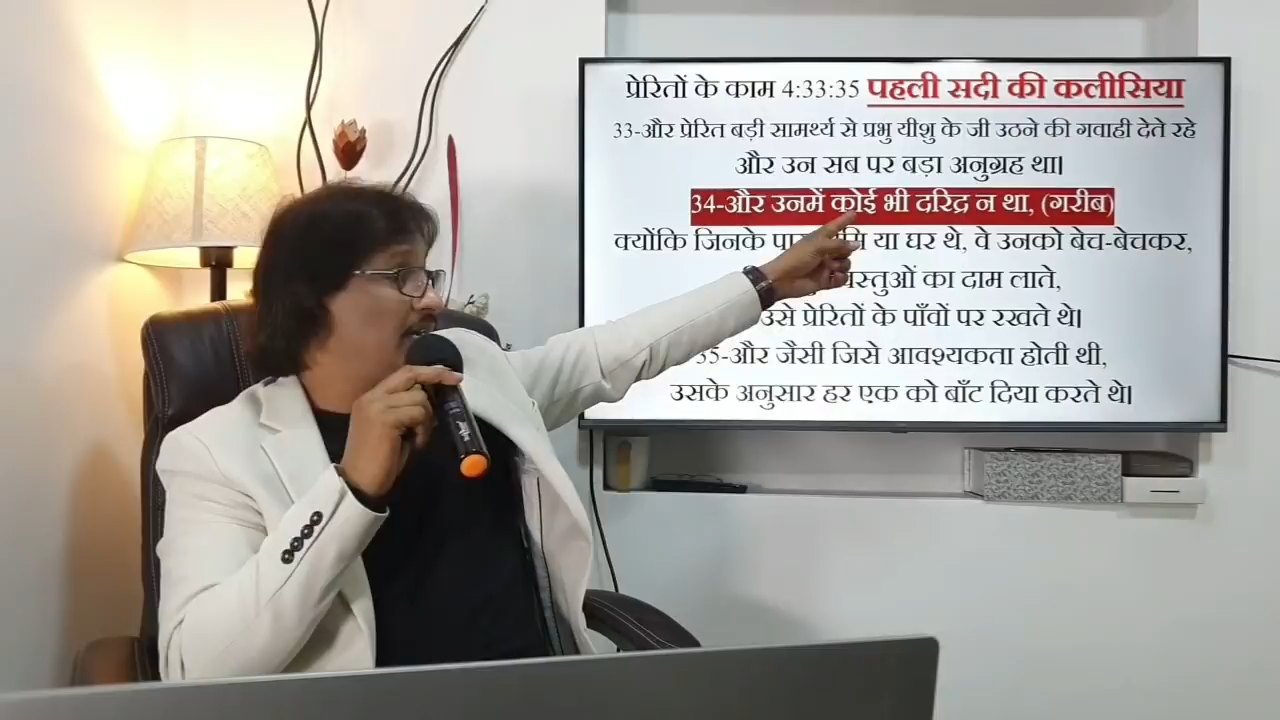 प्रेरितों के काम 4:33:35 पहली सदी की कलीसिया
33-और प्रेरित बड़ी सामर्थ्य से प्रभु यीशु के जी उठने की गवाही देते रहे
और उन सब पर बड़ा अनुग्रह था।
34-और उनमें कोई भी दरिद्र न था, (गरीब)
क्योंकि जिनके या घर थे, वे उनको बेच-बेचकर,
का दाम लाते,
उसे प्रेरितों के पाँवों पर रखते थे।
35-और जैसी जिसे आवश्यकता होती थी,
उसके अनुसार हर एक को बाँट दिया करते थे।